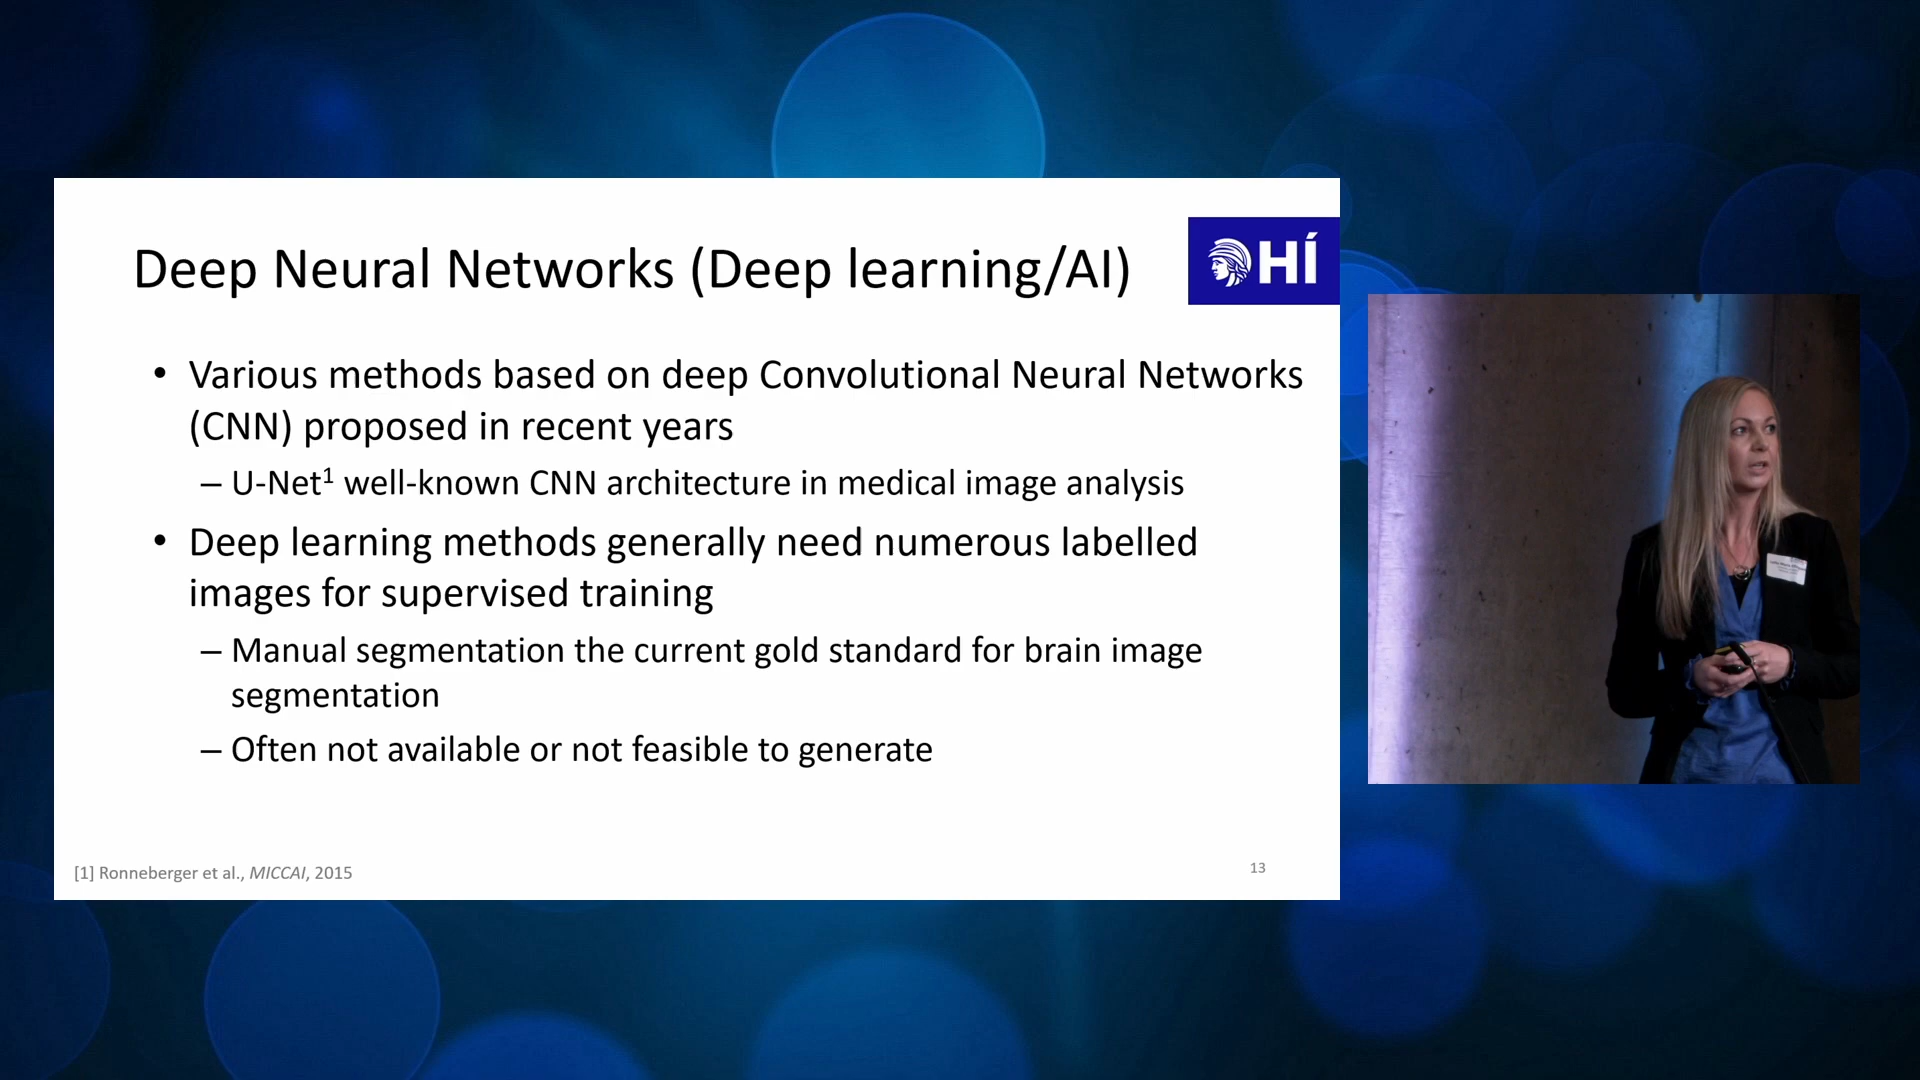 Deep Neural Networks (Deep learning/AI)
HÍ
• Various methods based on deep Convolutional Neural Networks
(CNN) proposed in recent years
– U-Net¹ well-known CNN architecture in medical image analysis
• Deep learning methods generally need numerous labelled
images for supervised training
– Manual segmentation the current gold standard for brain image
segmentation
– Often not available or not feasible to generate
[1] Ronneberger et al., MICCAI, 2015
13